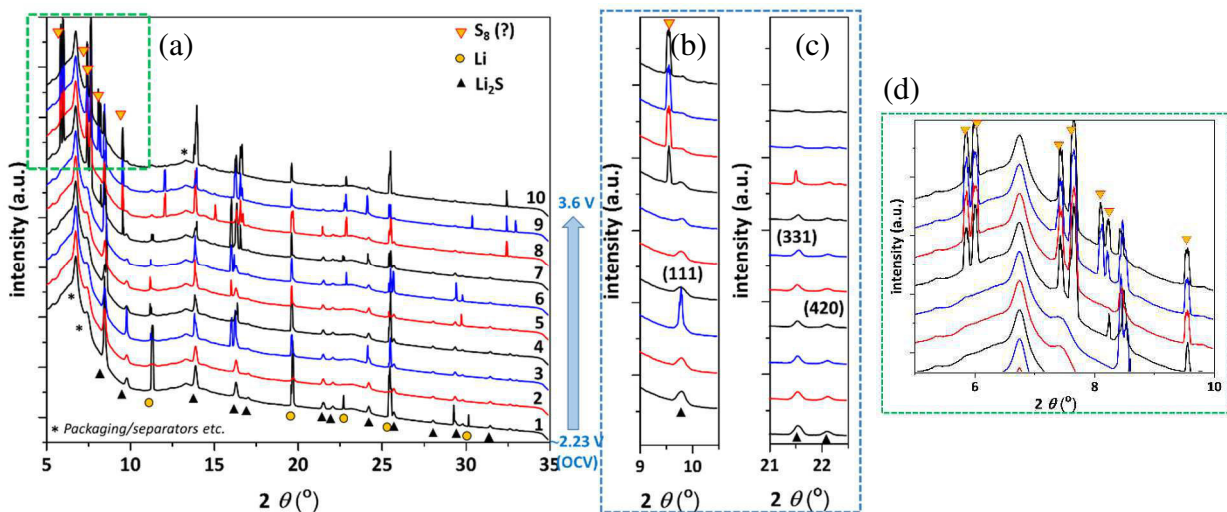 (a)
S₈ (?)
Li
Li₂S
intensity (a.u.)
*
10
9
8
7
6
5
4
3
2
1
3.6 V
~2.23 V
(OCV)
*
*
* Packaging/separators etc.
5 10 15 20 25 30 35
2 θ (°)
(b)
intensity (a.u.)
(111)
9 10
2 θ (°)
(c)
intensity (a.u.)
(331)
(420)
21 22
2 θ (°)
(d)
intensity (a.u.)
6 8 10
2 θ (°)